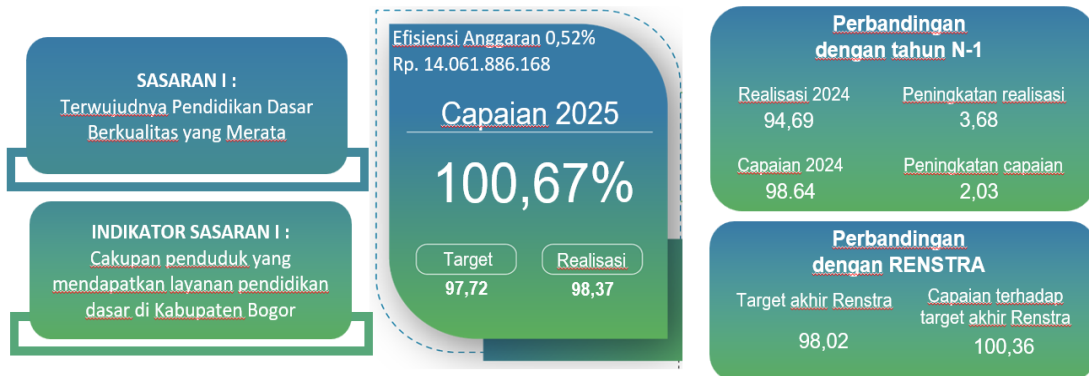 SASARAN I :
Terwujudnya Pendidikan Dasar
Berkualitas yang Merata
INDIKATOR SASARAN I :
Cakupan penduduk yang
mendapatkan layanan pendidikan
dasar di Kabupaten Bogor
Efisiensi Anggaran 0,52%
Rp. 14.061.886.168
Capaian 2025
100,67%
Target Realisasi
97,72 98,37
Perbandingan
dengan tahun N-1
Realisasi 2024 Peningkatan realisasi
94,69 3,68
Capaian 2024 Peningkatan capaian
98.64 2,03
Perbandingan
dengan RENSTRA
Target akhir Renstra Capaian terhadap
target akhir Renstra
98,02 100,36